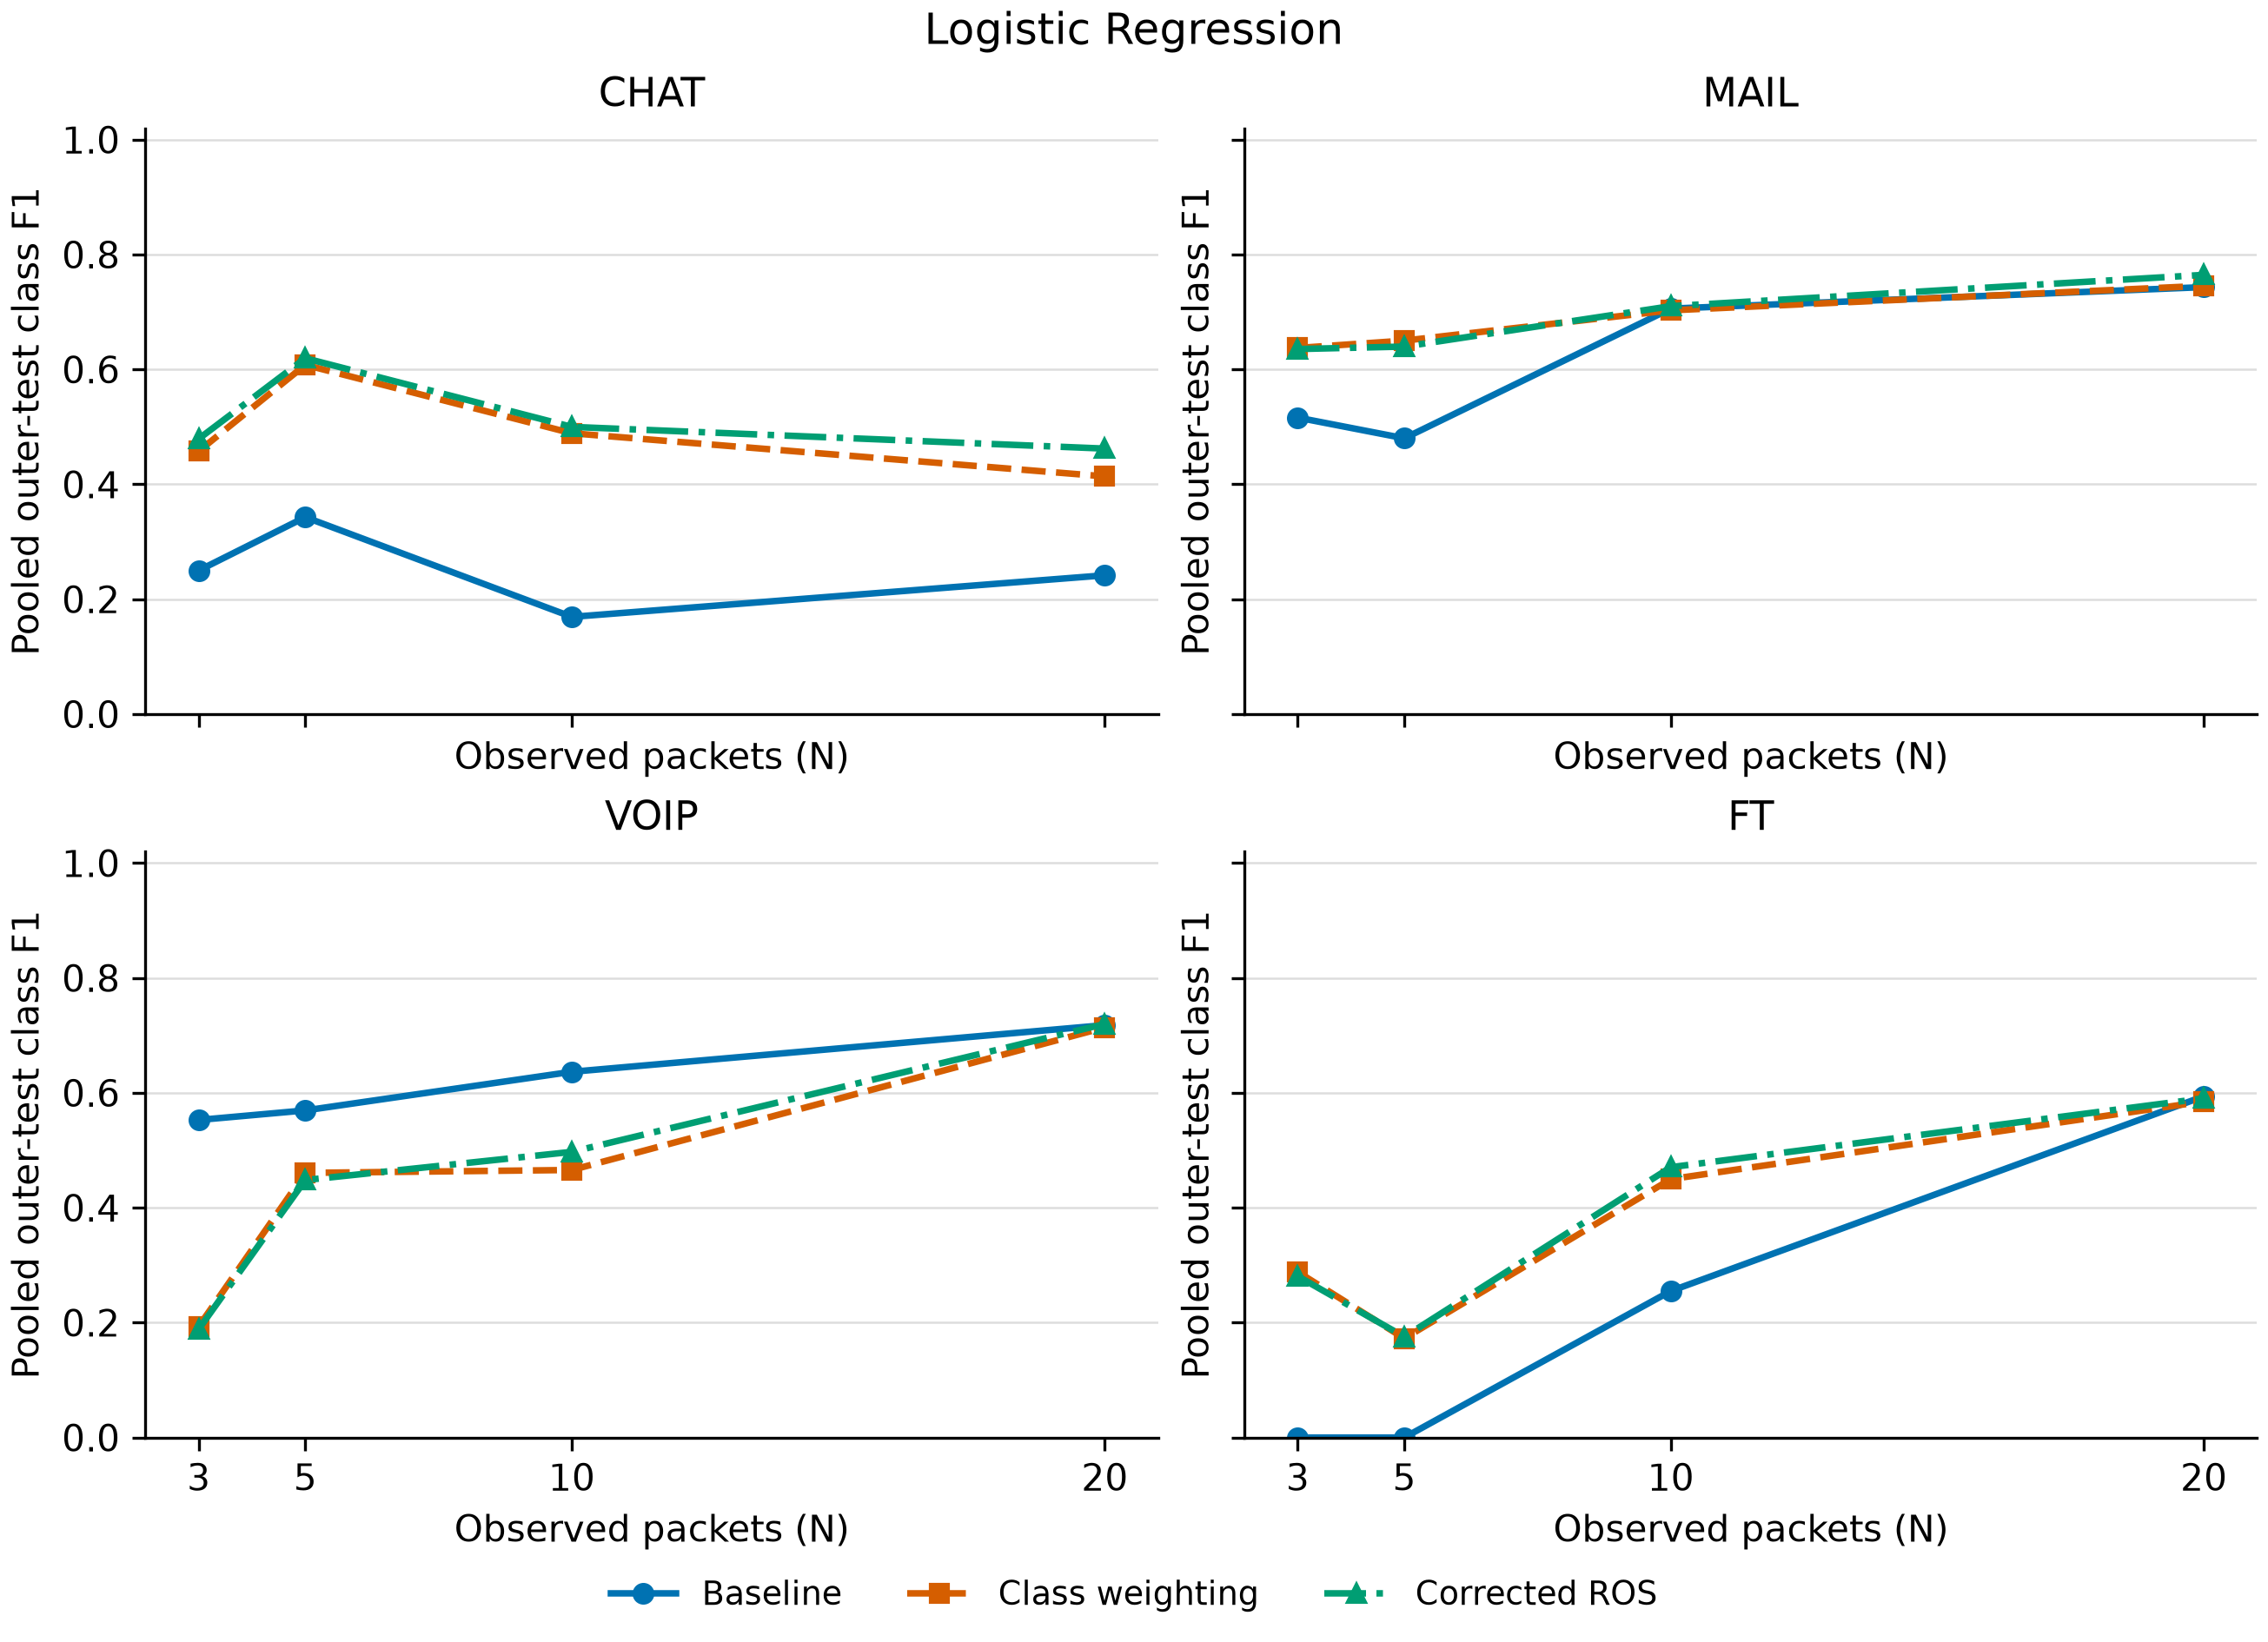 Logistic Regression
CHAT
1.0
0.8
0.6
0.4
0.2
0.0
Pooled outer-test class F1
Observed packets (N)
MAIL
Pooled outer-test class F1
Observed packets (N)
VOIP
1.0
0.8
0.6
0.4
0.2
0.0
Pooled outer-test class F1
3 5 10 20
Observed packets (N)
FT
Pooled outer-test class F1
3 5 10 20
Observed packets (N)
Baseline Class weighting Corrected ROS